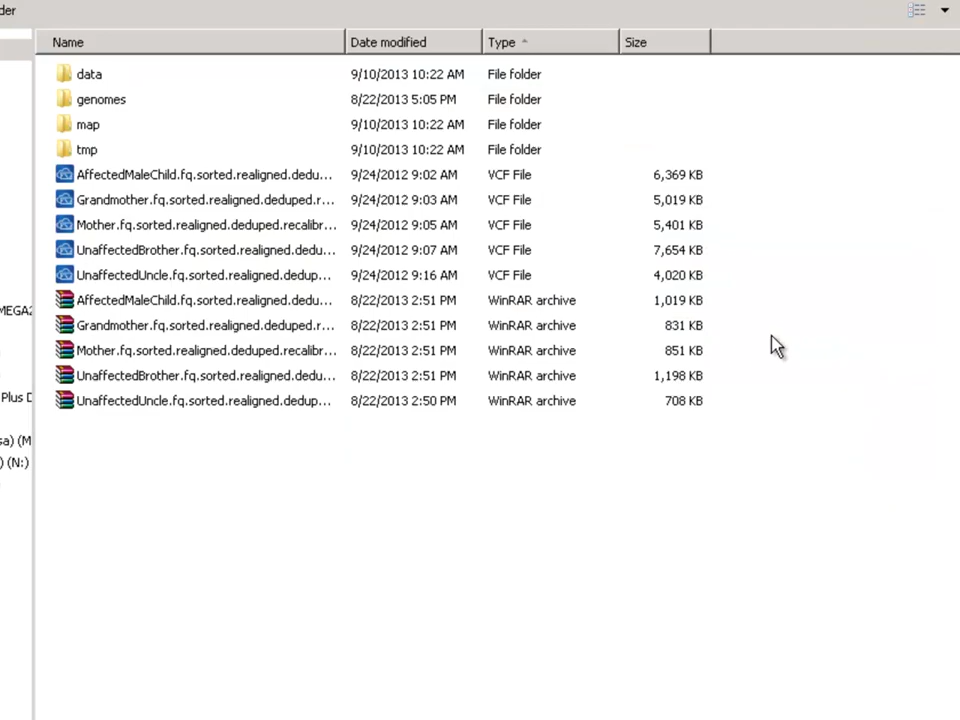 der
Name Date modified Type Size
data 9/10/2013 10:22 AM File folder
genomes 8/22/2013 5:05 PM File folder
map 9/10/2013 10:22 AM File folder
tmp 9/10/2013 10:22 AM File folder
AffectedMaleChild.fq.sorted.realigned.dedu... 9/24/2012 9:02 AM VCF File 6,369 KB
Grandmother.fq.sorted.realigned.deduped.r... 9/24/2012 9:03 AM VCF File 5,019 KB
Mother.fq.sorted.realigned.deduped.recalibr... 9/24/2012 9:05 AM VCF File 5,401 KB
UnaffectedBrother.fq.sorted.realigned.dedu... 9/24/2012 9:07 AM VCF File 7,654 KB
UnaffectedUncle.fq.sorted.realigned.dedup... 9/24/2012 9:16 AM VCF File 4,020 KB
AffectedMaleChild.fq.sorted.realigned.dedu... 8/22/2013 2:51 PM WinRAR archive 1,019 KB
MEGA2
Grandmother.fq.sorted.realigned.deduped.r... 8/22/2013 2:51 PM WinRAR archive 831 KB
Mother.fq.sorted.realigned.deduped.recalibr... 8/22/2013 2:51 PM WinRAR archive 851 KB
UnaffectedBrother.fq.sorted.realigned.dedu... 8/22/2013 2:51 PM WinRAR archive 1,198 KB
Plus D
UnaffectedUncle.fq.sorted.realigned.dedup... 8/22/2013 2:50 PM WinRAR archive 708 KB
sa) (M
) (N:)